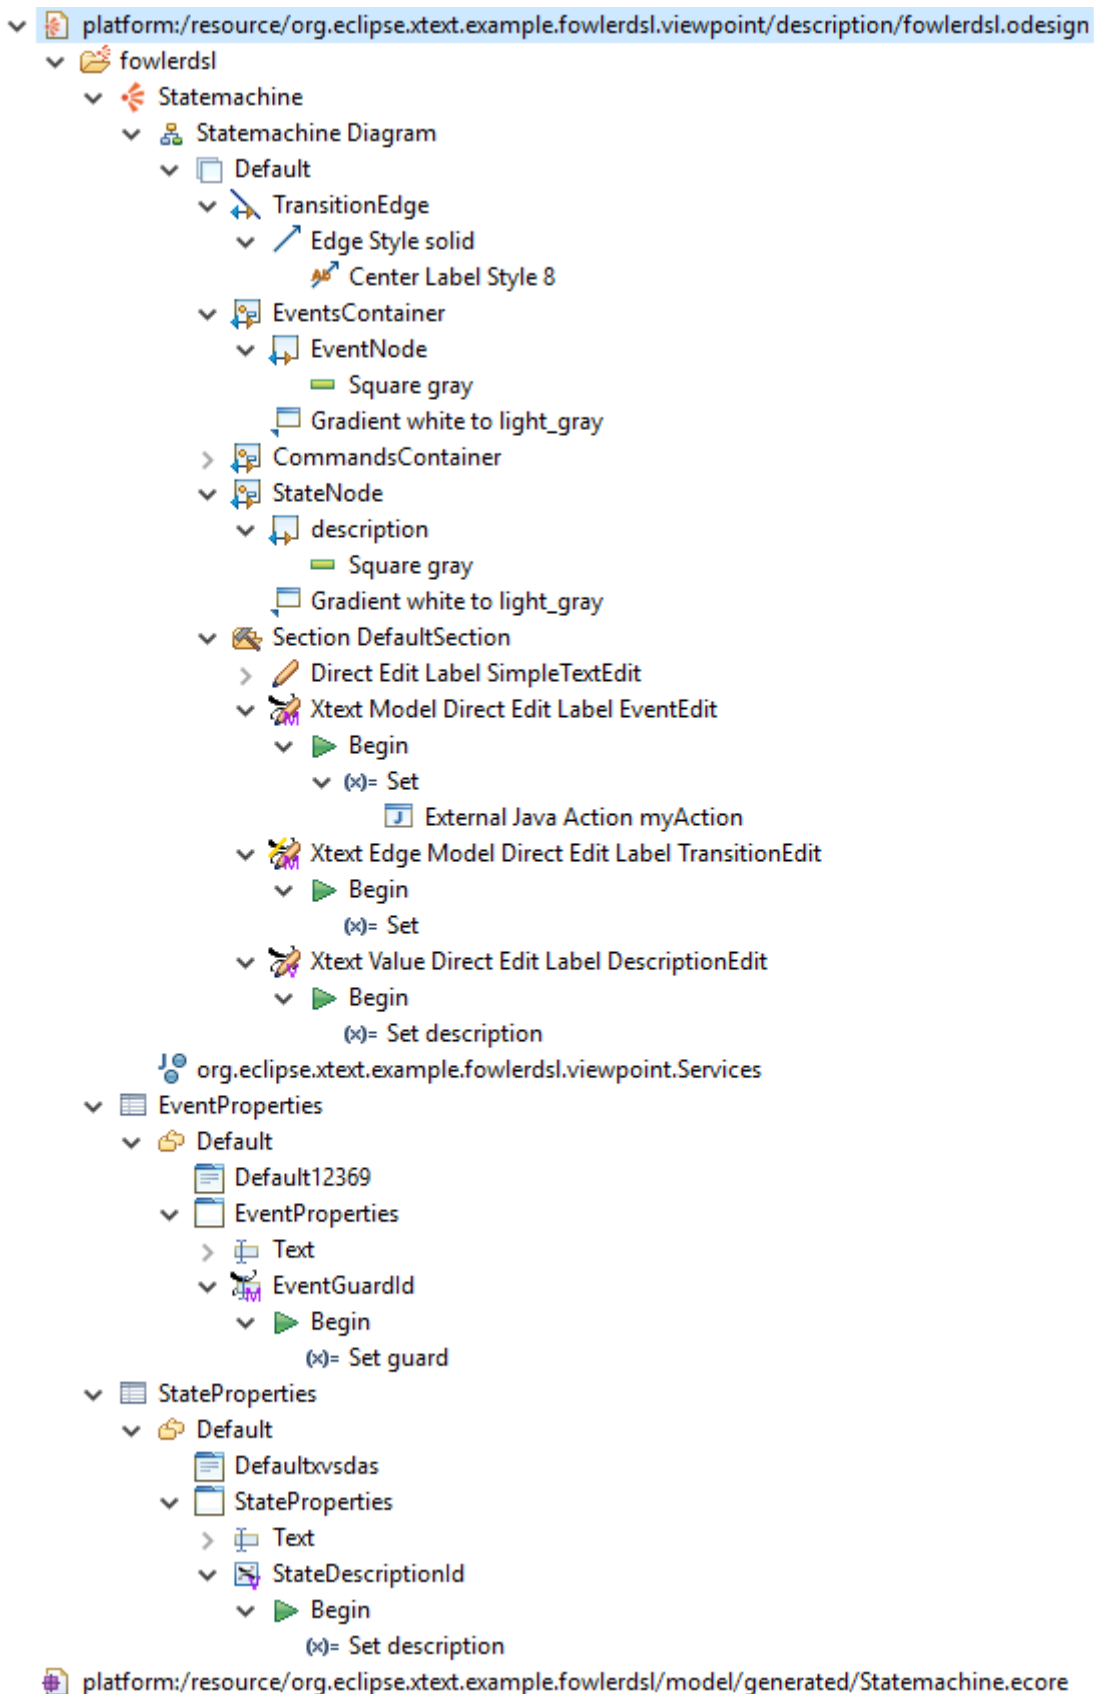 platform:/resource/org.eclipse.xtext.example.fowlerdsl.viewpoint/description/fowlerdsl.odesign
fowlerdsl
Statemachine
Statemachine Diagram
Default
TransitionEdge
Edge Style solid
Center Label Style 8
EventsContainer
EventNode
Square gray
Gradient white to light_gray
CommandsContainer
StateNode
description
Square gray
Gradient white to light_gray
Section DefaultSection
Direct Edit Label SimpleTextEdit
Xtext Model Direct Edit Label EventEdit
Begin
(x)= Set
External Java Action myAction
Xtext Edge Model Direct Edit Label TransitionEdit
Begin
(x)= Set
Xtext Value Direct Edit Label DescriptionEdit
Begin
(x)= Set description
org.eclipse.xtext.example.fowlerdsl.viewpoint.Services
EventProperties
Default
Default12369
EventProperties
Text
EventGuardId
Begin
(x)= Set guard
StateProperties
Default
Defaultxvsdas
StateProperties
Text
StateDescriptionId
Begin
(x)= Set description
platform:/resource/org.eclipse.xtext.example.fowlerdsl/model/generated/Statemachine.ecore